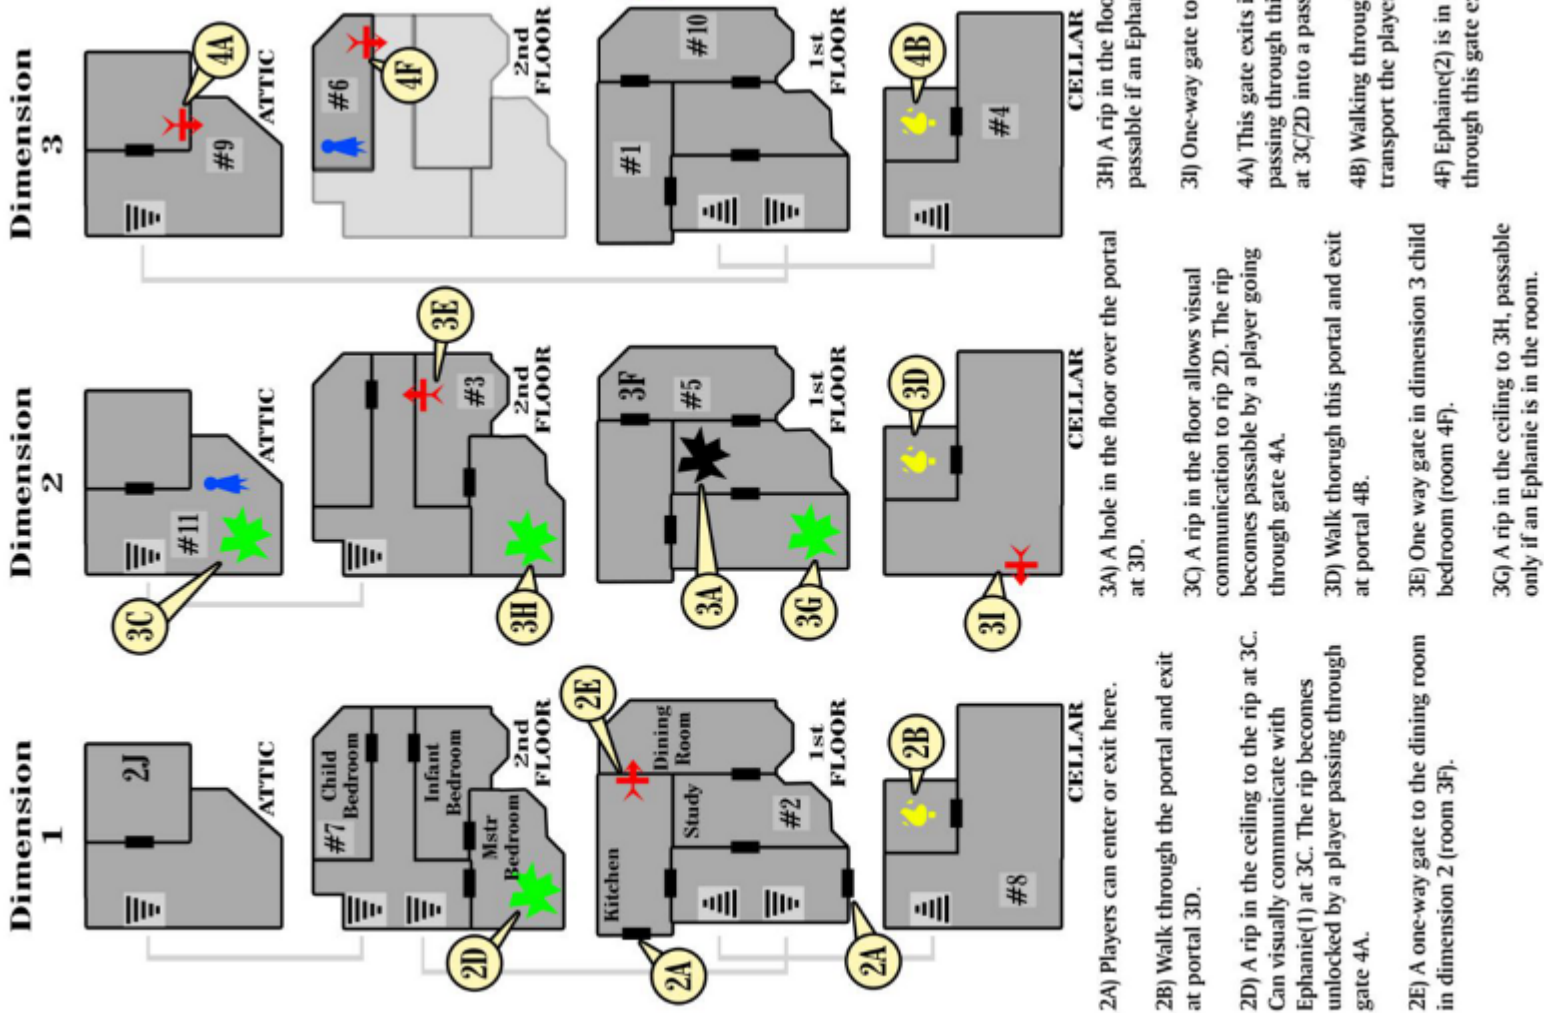 Dimension
1
Dimension
2
Dimension
3
2J
ATTIC
3C
#11
ATTIC
4A
#9
ATTIC
#7
Child
Bedroom
Infant
Bedroom
Mstr
Bedroom
2D
2nd
FLOOR
3E
#3
3H
2nd
FLOOR
#6
4F
2nd
FLOOR
2E
Kitchen
Dining
Room
Study
#2
2A
2A
1st
FLOOR
3F
#5
3A
3G
1st
FLOOR
#1
#10
1st
FLOOR
2B
#8
CELLAR
3D
3I
CELLAR
4B
#4
CELLAR
2A) Players can enter or exit here.
2B) Walk through the portal and exit
at portal 3D.
2D) A rip in the ceiling to the rip at 3C.
Can visually communicate with
Ephanie(1) at 3C. The rip becomes
unlocked by a player passing through
gate 4A.
2E) A one-way gate to the dining room
in dimension 2 (room 3F).
3A) A hole in the floor over the portal
at 3D.
3C) A rip in the floor allows visual
communication to rip 2D. The rip
becomes passable by a player going
through gate 4A.
3D) Walk thorugh this portal and exit
at portal 4B.
3E) One way gate in dimension 3 child
bedroom (room 4F).
3G) A rip in the ceiling to 3H, passable
only if an Ephanie is in the room.
3H) A rip in the
passable if an
3I) One-way gate to
4A) This gate exits
passing through
at 3C/2D into a
4B) Walking through
transport the player
4F) Ephaine(2) is in
through this gate